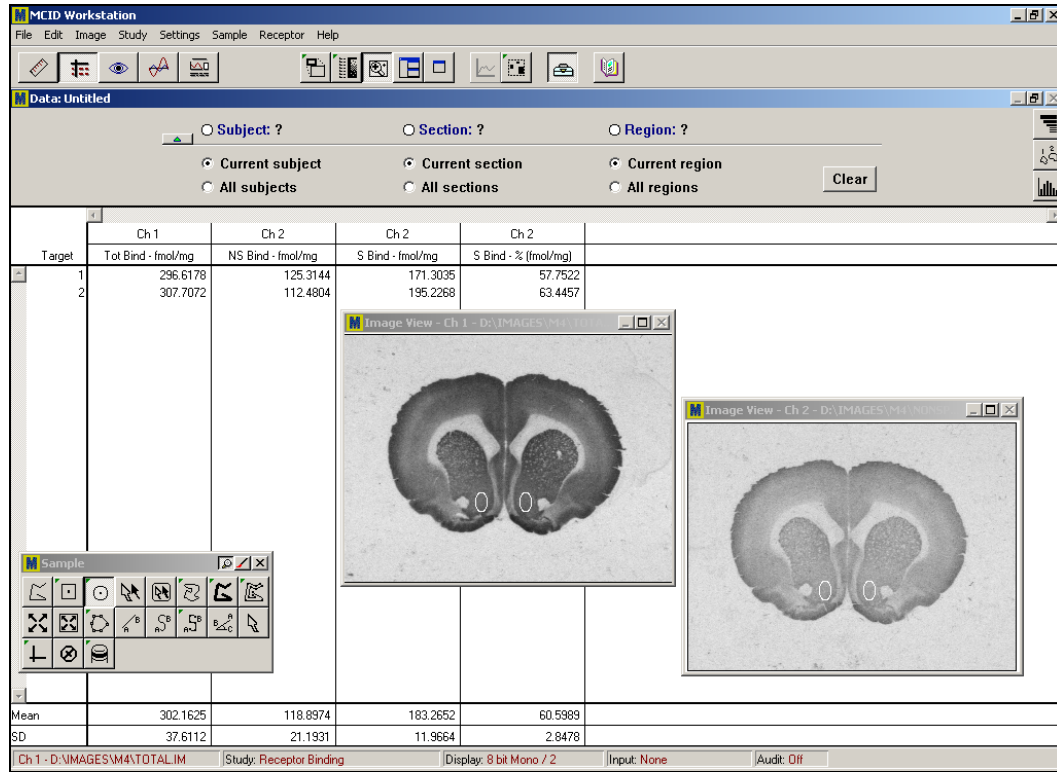 MCID Workstation
File Edit Image Study Settings Sample Receptor Help
Data: Untitled
Subject: ? Section: ? Region: ?
Current subject Current section Current region
All subjects All sections All regions
Clear
Ch 1 Ch 2 Ch 2 Ch 2
Target Tot Bind - fmol/mg NS Bind - fmol/mg S Bind - fmol/mg S Bind - % (fmol/mg)
1 296.6178 125.3144 171.3035 57.7522
2 307.7072 112.4804 195.2268 63.4457
Image View - Ch 1 - D:\IMAGES\M4\TOTA
Image View - Ch 2 - D:\IMAGES\M4\NONSP
Sample
Mean 302.1625 118.8974 183.2652 60.5989
SD 37.6112 21.1931 11.9664 2.8478
Ch 1 - D:\IMAGES\M4\TOTAL.IM Study: Receptor Binding Display: 8 bit Mono / 2 Input: None Audit: Off